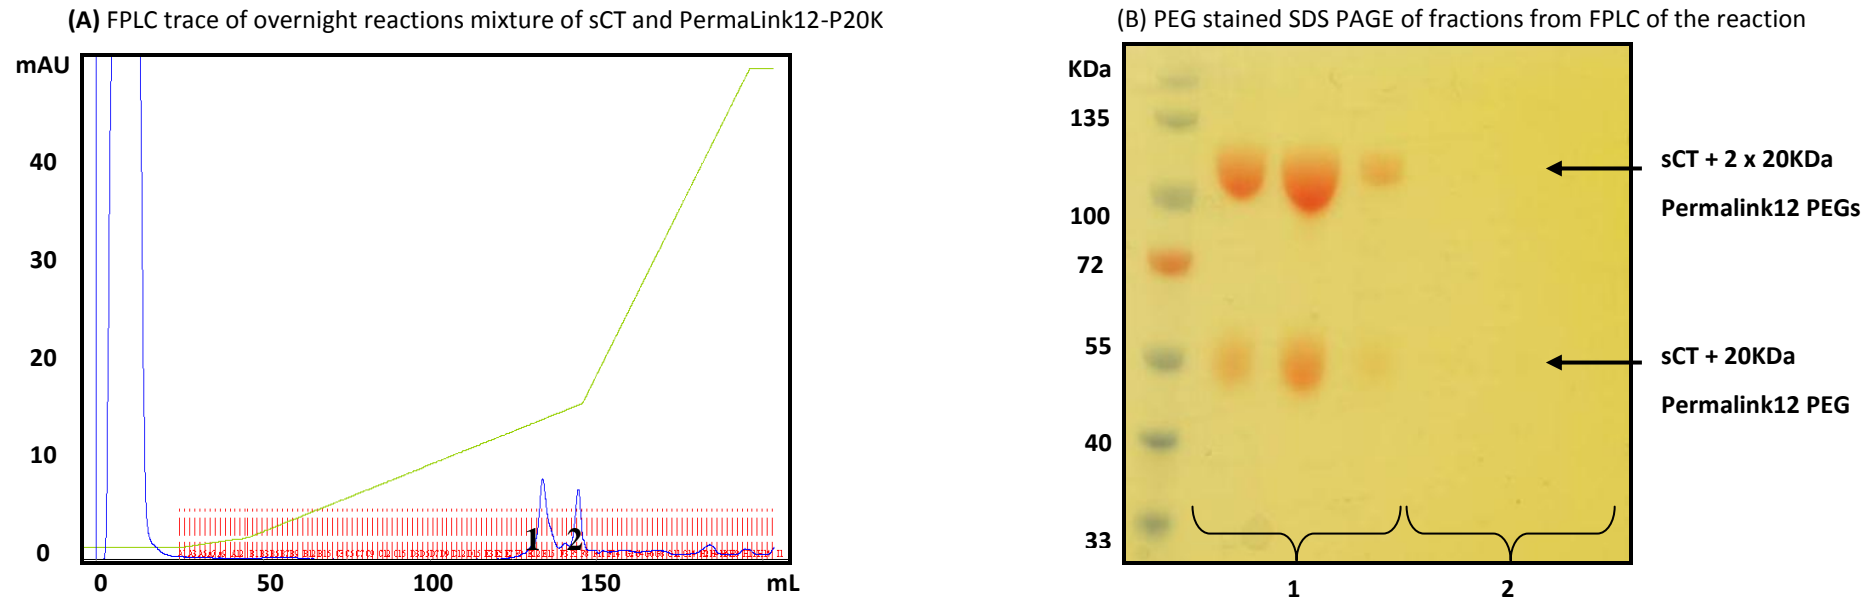 (A) FPLC trace of overnight reactions mixture of sCT and PermaLink12-P20K
mAU
40
30
20
10
0
1
2
0
50
100
150
mL
(B) PEG stained SDS PAGE of fractions from FPLC of the reaction
KDa
135
100
72
55
40
33
sCT + 2 x 20KDa
Permalink12 PEGs
sCT + 20KDa
Permalink12 PEG
1
2